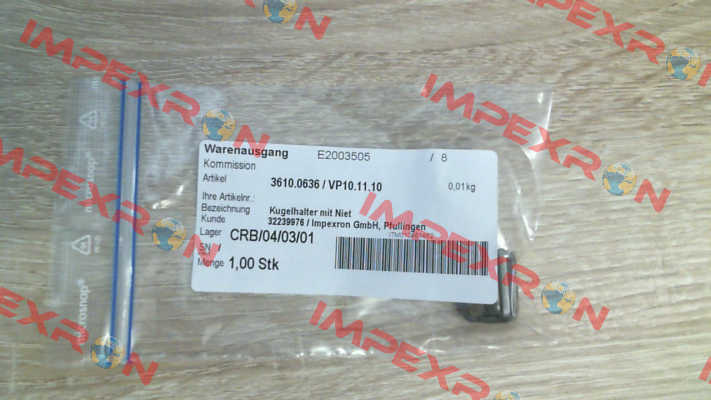 Warenausgang E2003505 / 8
Kommission
Artikel 3610.0636 / VP10.11.10 0,01kg
Ihre Artikelnr.:
Bezeichnung Kugelhalter mit Niet
Kunde 32239976 / Impexron GmbH, Pfullingen
Lager CRB/04/03/01
SN /
Menge 1,00 Stk
microsnap®
IMPEXRON
IMPEXRON
IMPEXRON
IMPEXRON
IMPEXRON
IMPEXRON